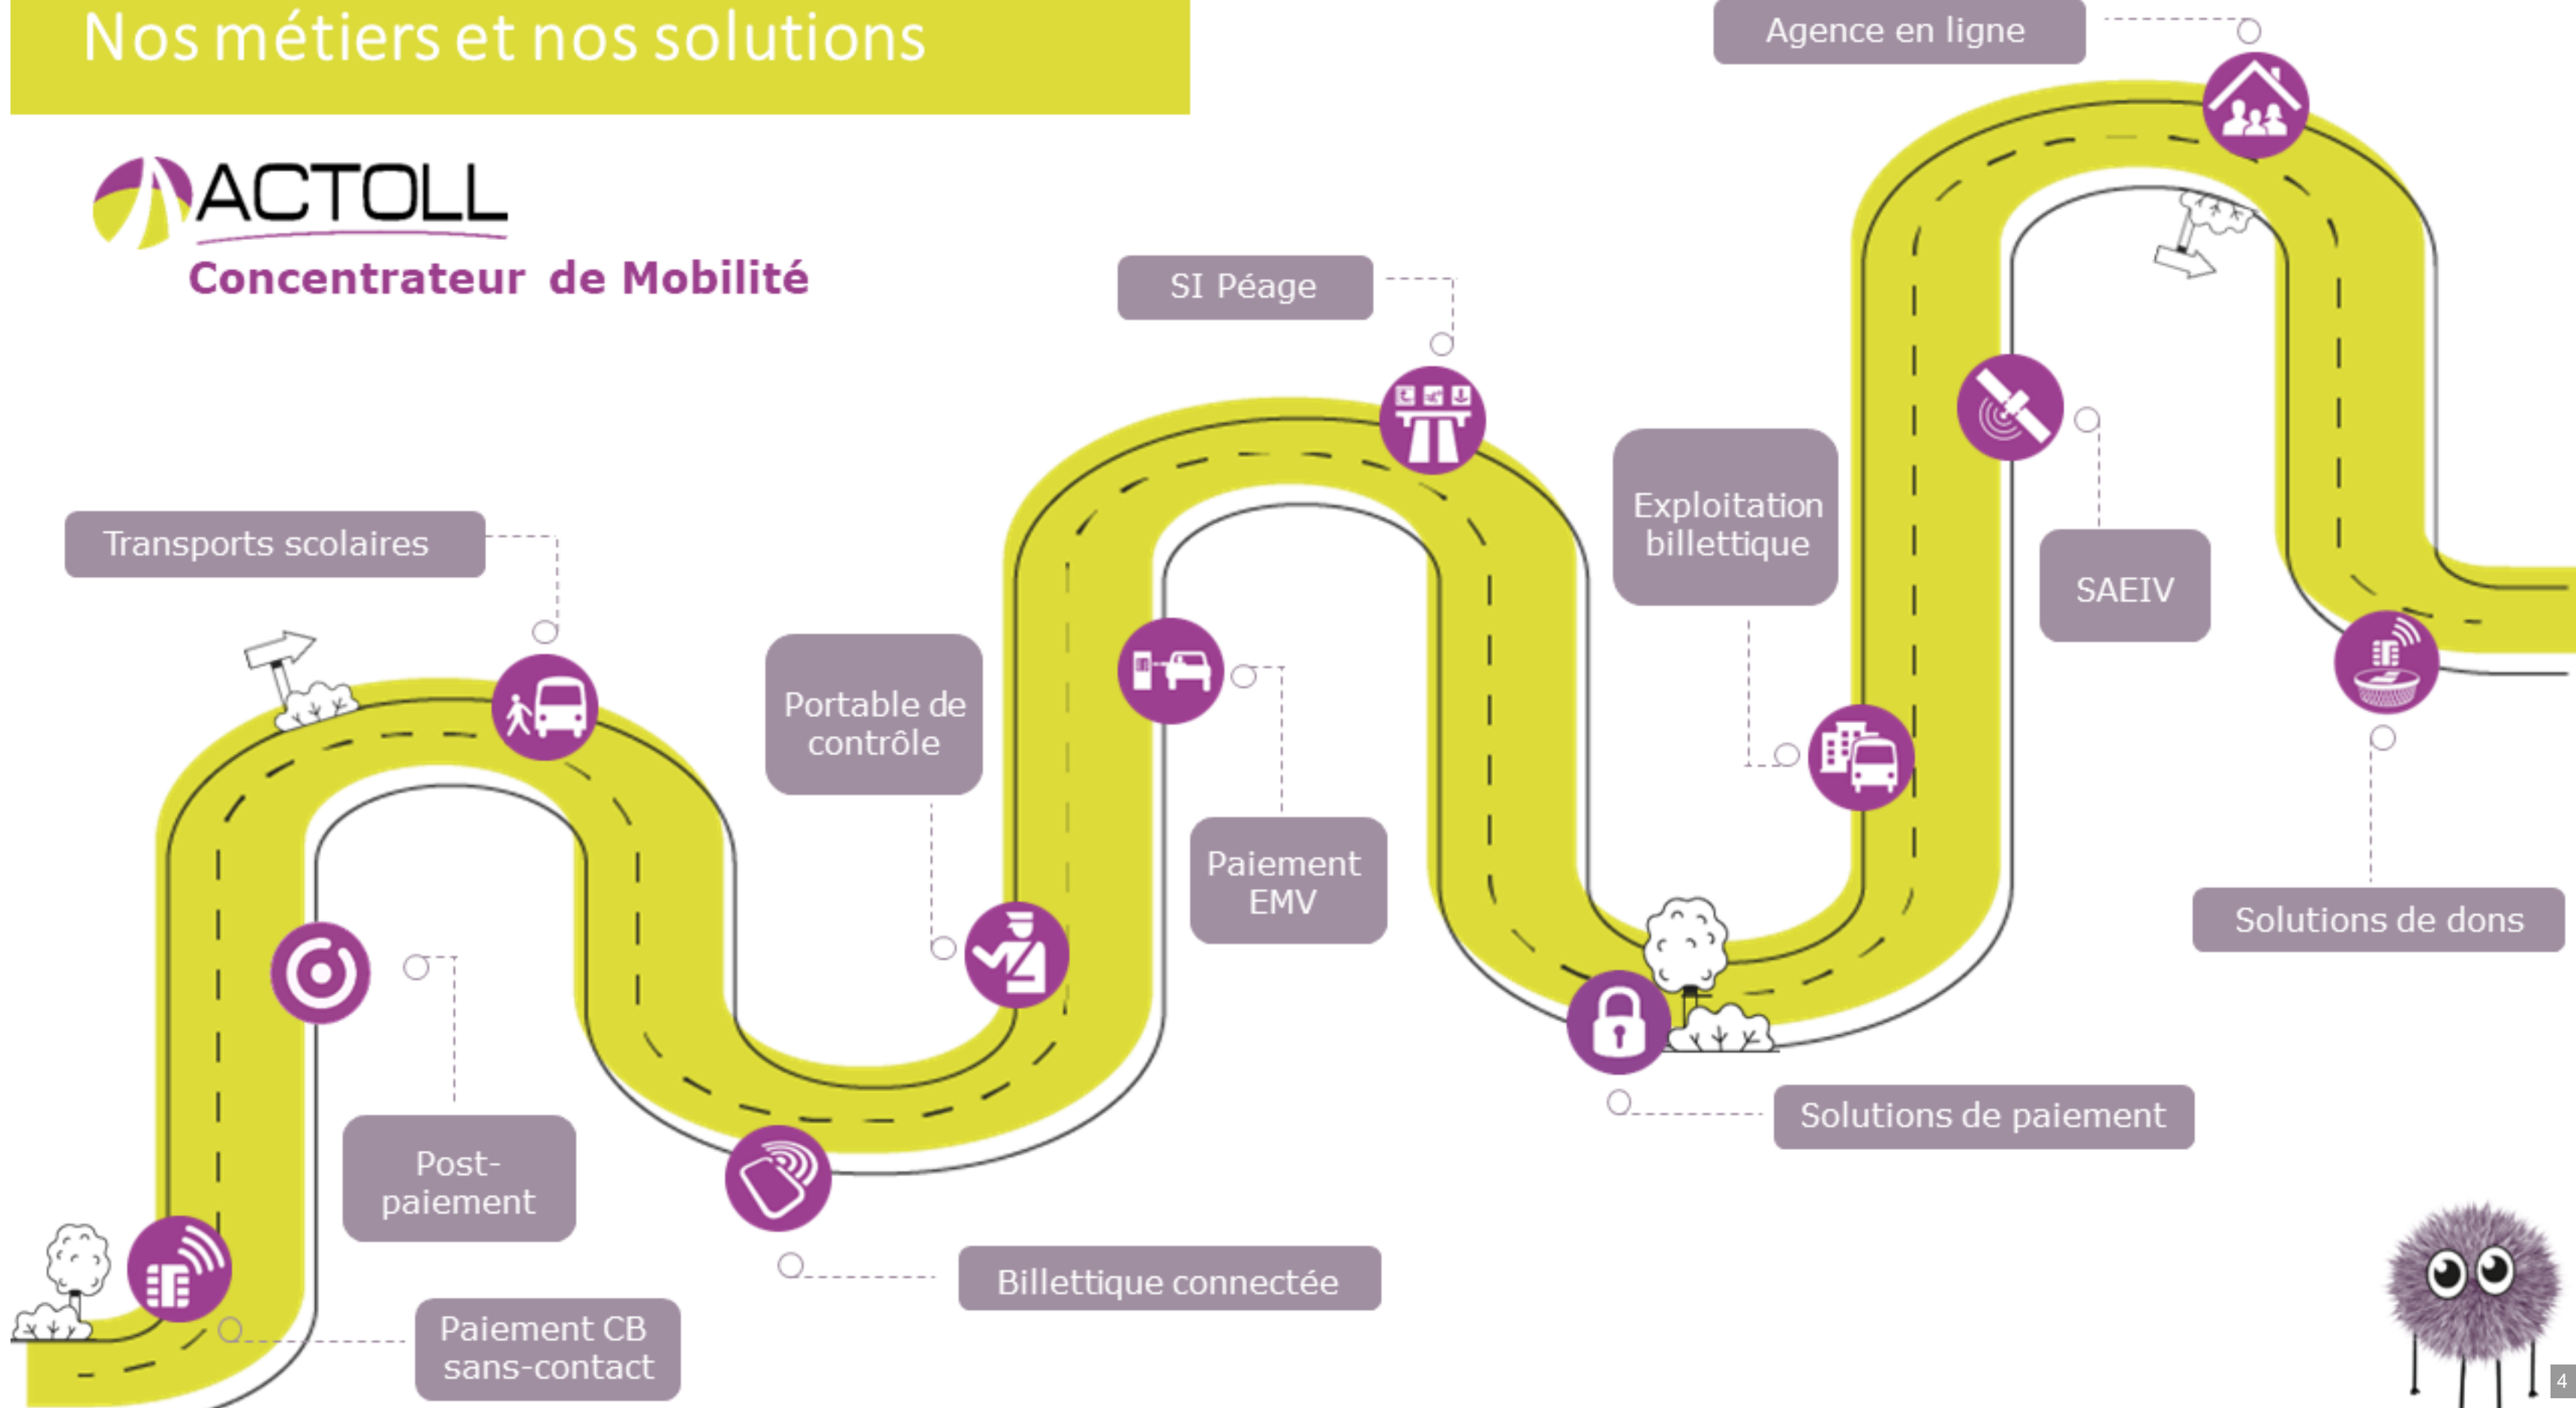 Nos métiers et nos solutions
Agence en ligne
ACTOLL
Concentrateur de Mobilité
SI Péage
Exploitation
billettique
Transports scolaires
SAEIV
Portable de
contrôle
Paiement
EMV
Solutions de dons
Solutions de paiement
Post-
paiement
Billettique connectée
Paiement CB
sans-contact
4